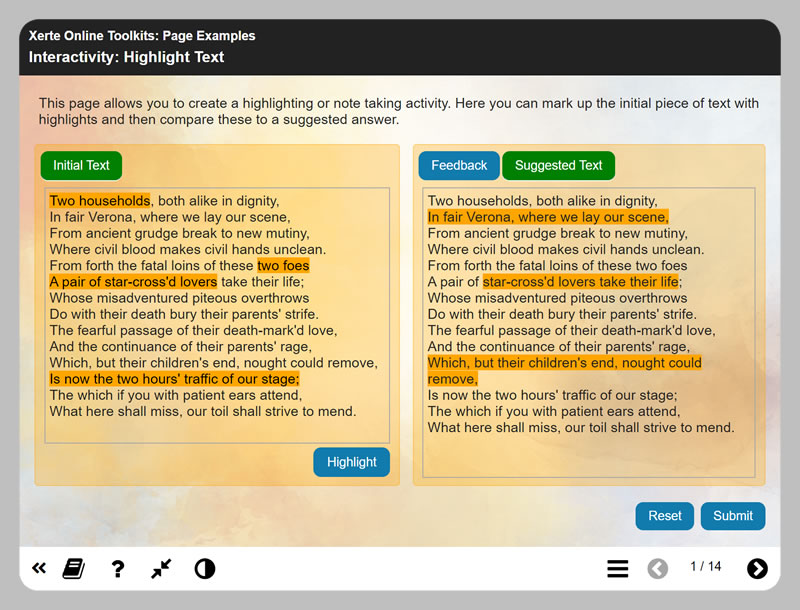 Xerte Online Toolkits: Page Examples
Interactivity: Highlight Text
This page allows you to create a highlighting or note taking activity. Here you can mark up the initial piece of text with
highlights and then compare these to a suggested answer.
Initial Text
Two households, both alike in dignity,
In fair Verona, where we lay our scene,
From ancient grudge break to new mutiny,
Where civil blood makes civil hands unclean.
From forth the fatal loins of these two foes
A pair of star-cross'd lovers take their life;
Whose misadventured piteous overthrows
Do with their death bury their parents' strife.
The fearful passage of their death-mark'd love,
And the continuance of their parents' rage,
Which, but their children's end, nought could remove,
Is now the two hours' traffic of our stage;
The which if you with patient ears attend,
What here shall miss, our toil shall strive to mend.
Highlight
Feedback
Suggested Text
Two households, both alike in dignity,
In fair Verona, where we lay our scene,
From ancient grudge break to new mutiny,
Where civil blood makes civil hands unclean.
From forth the fatal loins of these two foes
A pair of star-cross'd lovers take their life;
Whose misadventured piteous overthrows
Do with their death bury their parents' strife.
The fearful passage of their death-mark'd love,
And the continuance of their parents' rage,
Which, but their children's end, nought could
remove,
Is now the two hours' traffic of our stage;
The which if you with patient ears attend,
What here shall miss, our toil shall strive to mend.
Reset
Submit
?
1 / 14